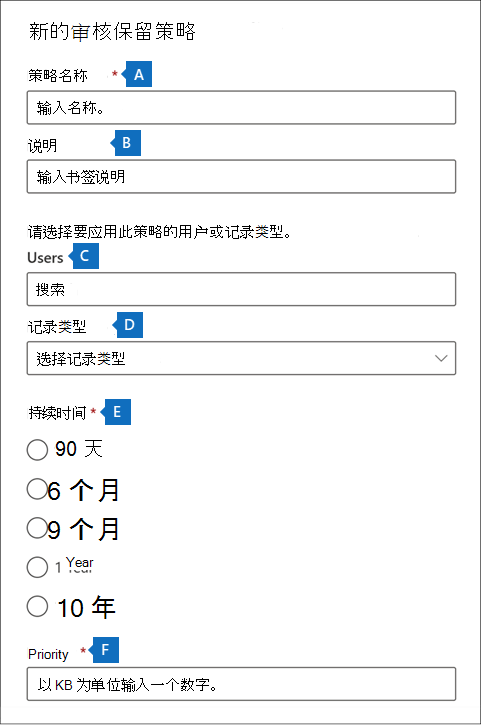 新的审核保留策略
策略名称 * A
输入名称。
说明 B
输入书签说明
请选择要应用此策略的用户或记录类型。
Users C
搜索
记录类型 D
选择记录类型
持续时间 * E
90 天
6 个月
9 个月
1 Year
10 年
Priority * F
以 KB 为单位输入一个数字。